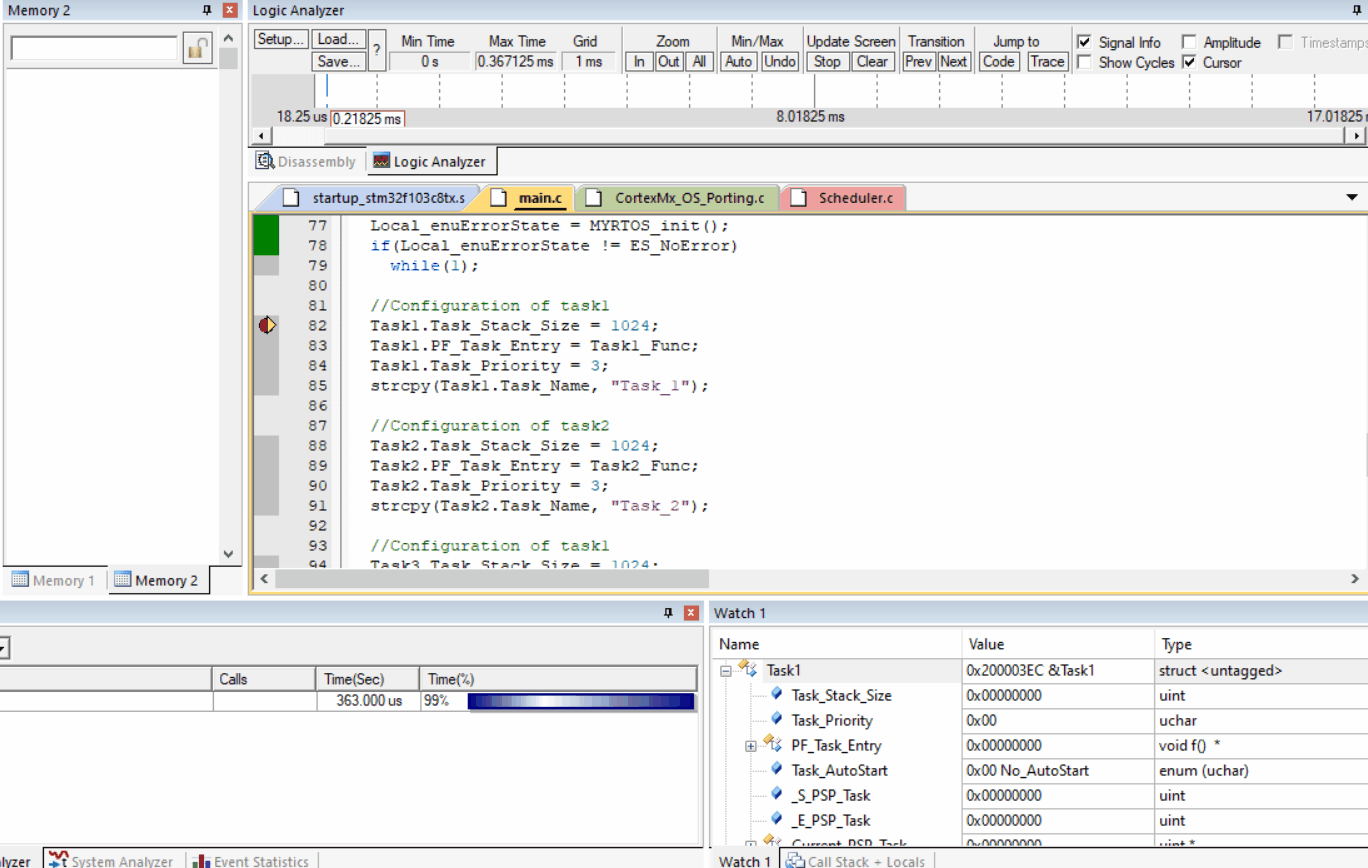 Memory 2
Logic Analyzer
Setup... Load... ? Min Time Max Time Grid Zoom Min/Max Update Screen Transition Jump to Signal Info Amplitude Timestamps
Save... 0 s 0.367125 ms 1 ms In Out All Auto Undo Stop Clear Prev Next Code Trace Show Cycles Cursor
18.25 us 0.21825 ms 8.01825 ms 17.01825
Disassembly Logic Analyzer
startup_stm32f103c8tx.s main.c CortexMx_OS_Porting.c Scheduler.c
77 Local_enuErrorState = MYRTOS_init();
78 if(Local_enuErrorState != ES_NoError)
79 while(1);
80
81 //Configuration of task1
82 Task1.Task_Stack_Size = 1024;
83 Task1.PF_Task_Entry = Task1_Func;
84 Task1.Task_Priority = 3;
85 strcpy(Task1.Task_Name, "Task_1");
86
87 //Configuration of task2
88 Task2.Task_Stack_Size = 1024;
89 Task2.PF_Task_Entry = Task2_Func;
90 Task2.Task_Priority = 3;
91 strcpy(Task2.Task_Name, "Task_2");
92
93 //Configuration of task1
94 Task3.Task_Stack_Size = 1024;
Memory 1 Memory 2
Calls Time(Sec) Time(%)
363.000 us 99%
Watch 1
Name Value Type
Task1 0x200003EC &Task1 struct <untagged>
Task_Stack_Size 0x00000000 uint
Task_Priority 0x00 uchar
PF_Task_Entry 0x00000000 void f() *
Task_AutoStart 0x00 No_AutoStart enum (uchar)
_S_PSP_Task 0x00000000 uint
_E_PSP_Task 0x00000000 uint
Current_PSP_Task 0x00000000 uint *
System Analyzer Event Statistics
Watch 1 Call Stack + Locals